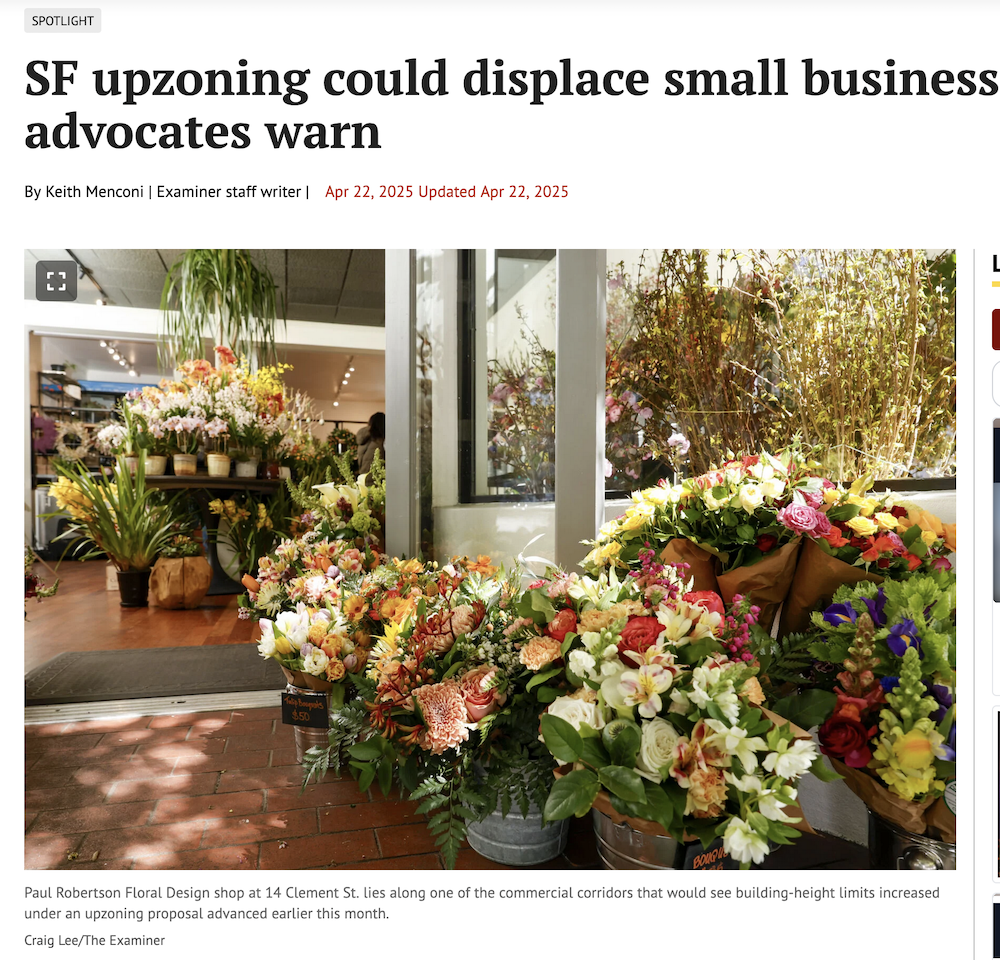 SPOTLIGHT
SF upzoning could displace small business
advocates warn
By Keith Menconi | Examiner staff writer | Apr 22, 2025 Updated Apr 22, 2025
$50
Paul Robertson Floral Design shop at 14 Clement St. lies along one of the commercial corridors that would see building-height limits increased
under an upzoning proposal advanced earlier this month.
Craig Lee/The Examiner